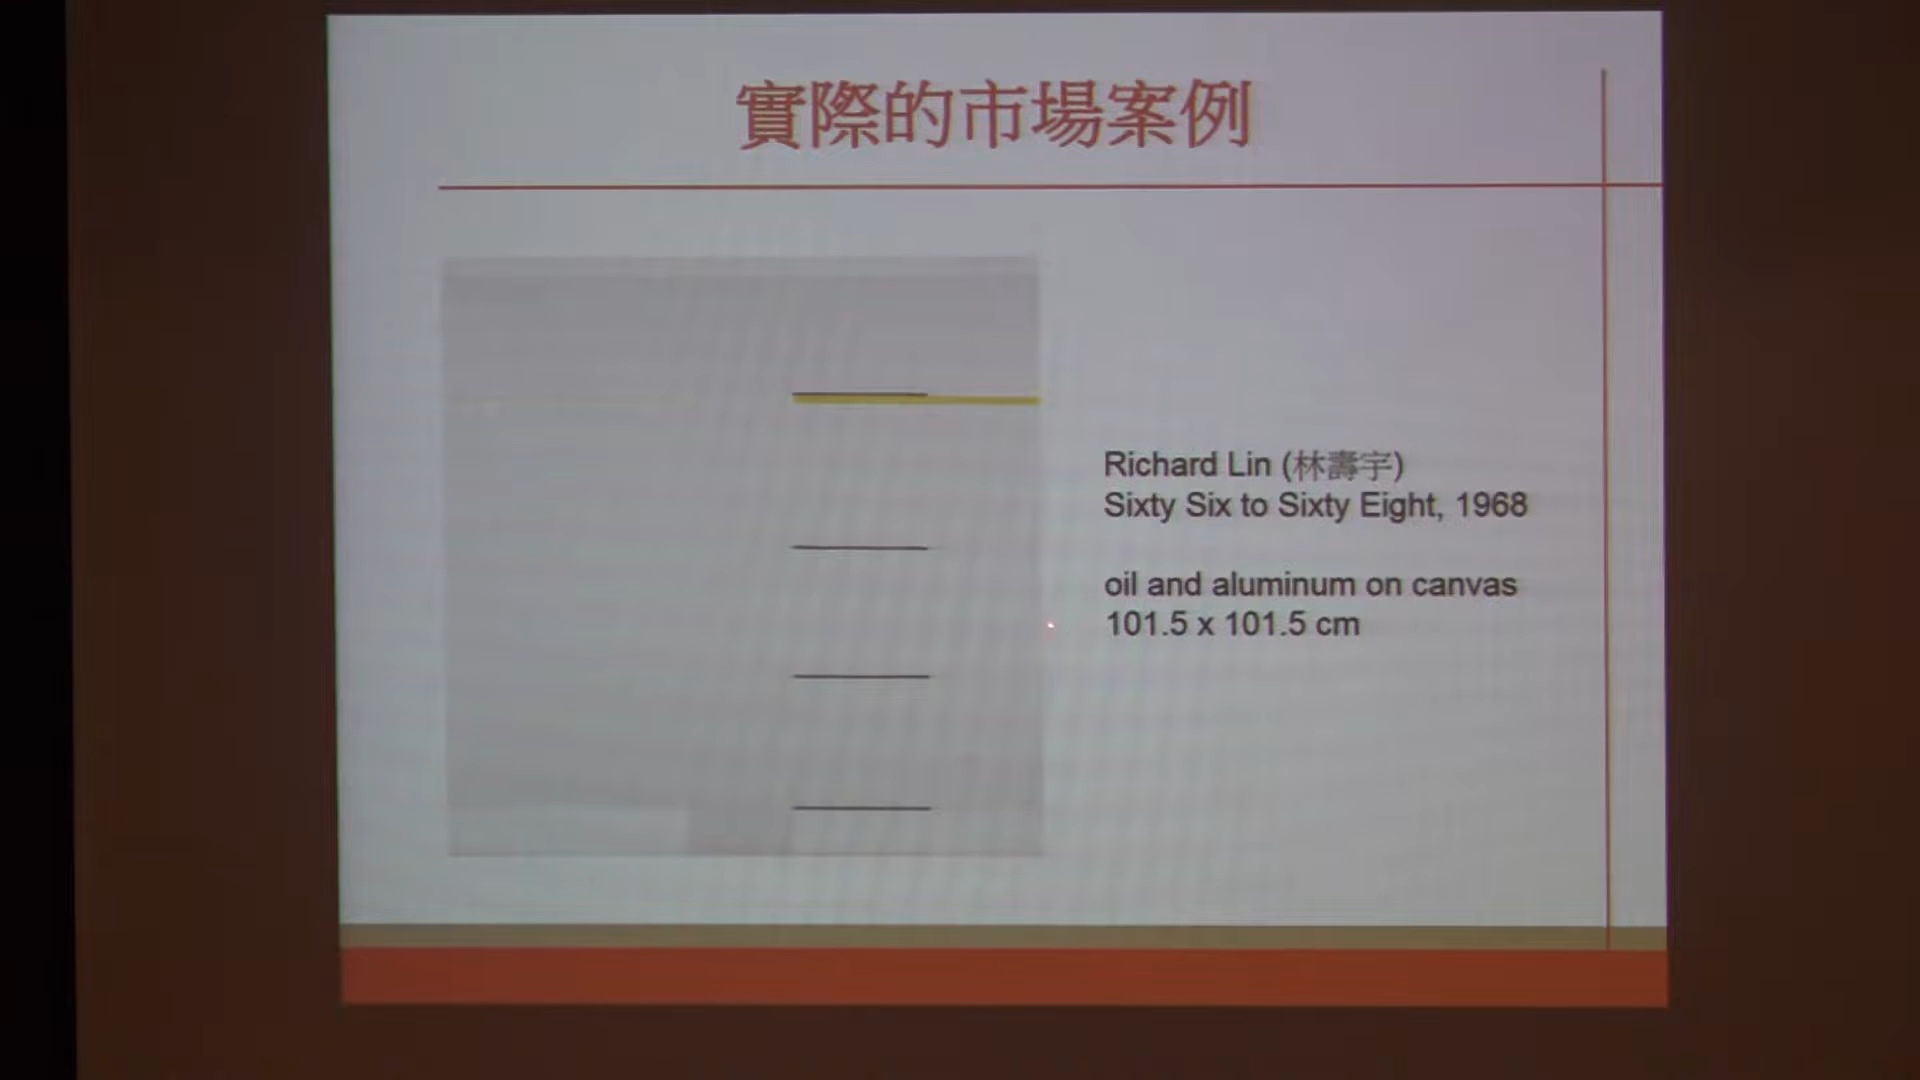 實際的市場案例
Richard Lin (林壽宇)
Sixty Six to Sixty Eight, 1968
oil and aluminum on canvas
101.5 x 101.5 cm